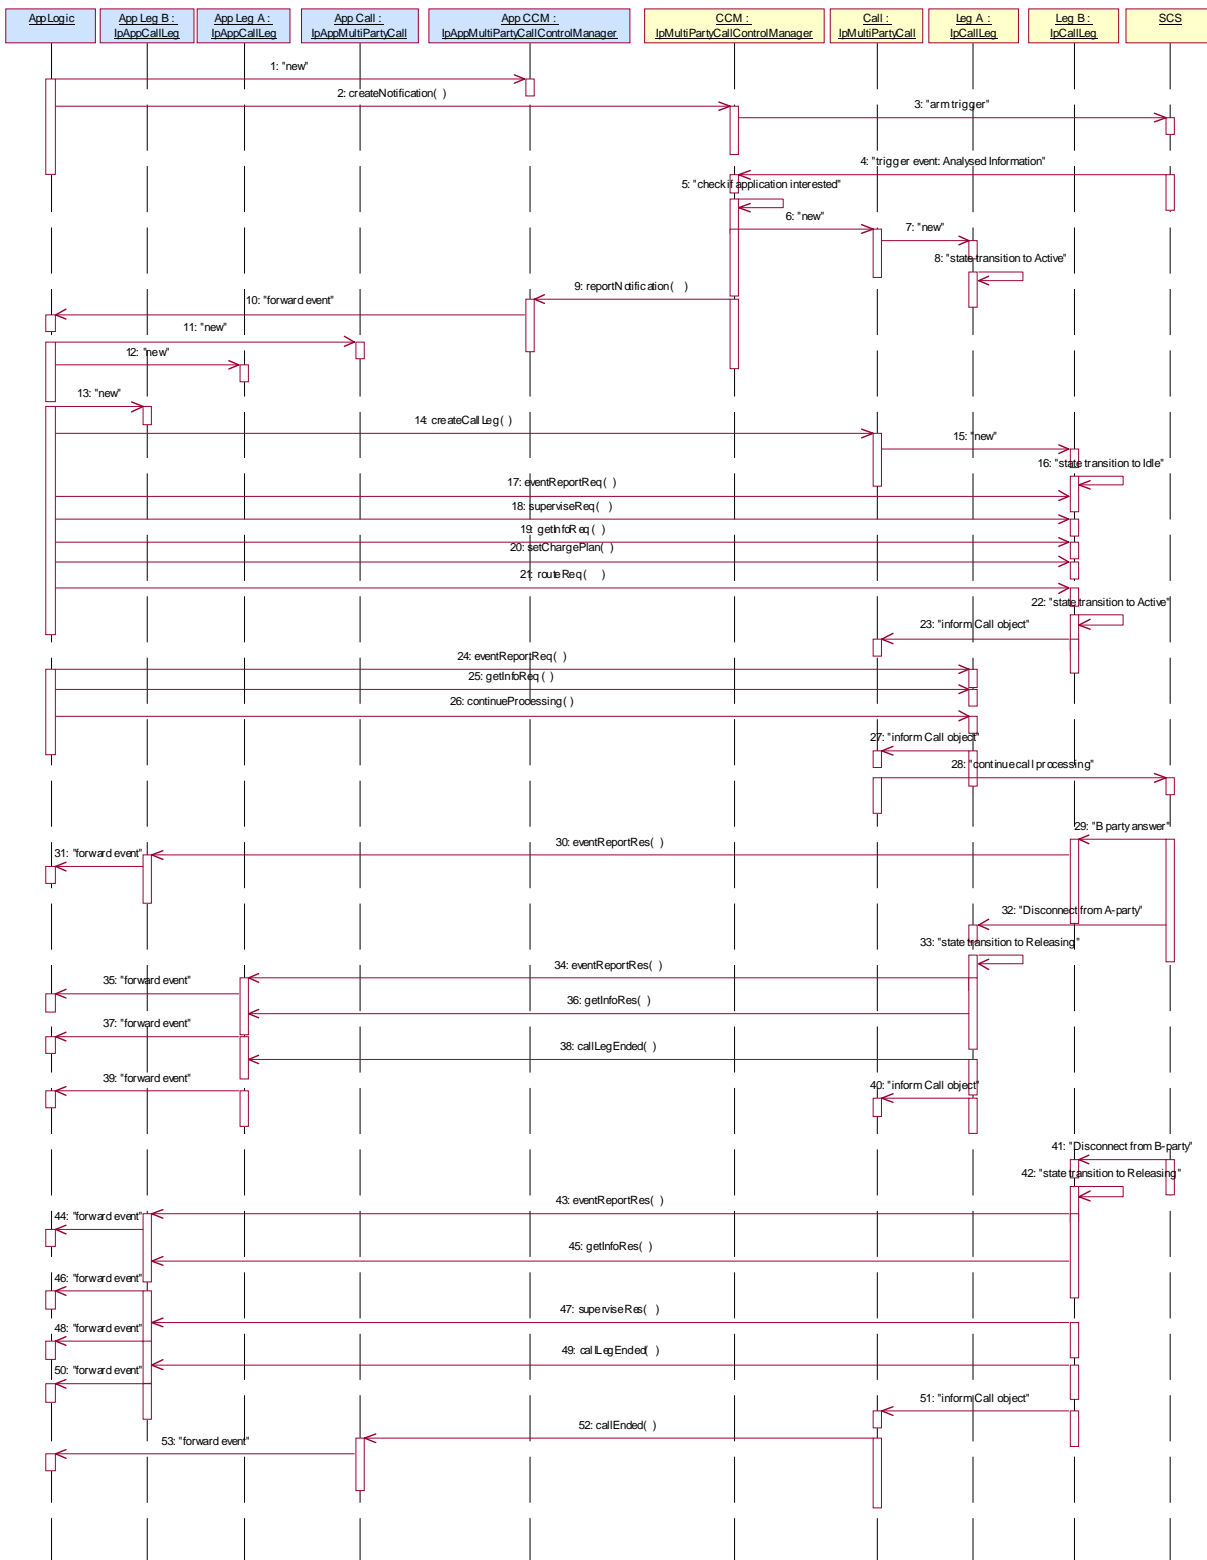 AppLogic
App Leg B :
IpAppCallLeg
App Leg A :
IpAppCallLeg
App Call :
IpAppMultiPartyCall
App CCM :
IpAppMultiPartyCallControlManager
CCM :
IpMultiPartyCallControlManager
Call :
IpMultiPartyCall
Leg A :
IpCallLeg
Leg B :
IpCallLeg
SCS
1: "new"
2: createNotification( )
3: "arm trigger"
4: "trigger event: Analysed Information"
5: "check if application interested"
6: "new"
7: "new"
8: "state transition to Active"
9: reportNotification( )
10: "forward event"
11: "new"
12: "new"
13: "new"
14: createCallLeg( )
15: "new"
16: "state transition to Idle"
17: eventReportReq( )
18: superviseReq( )
19: getInfoReq( )
20: setChargePlan( )
21: routeReq( )
22: "state transition to Active"
23: "inform Call object"
24: eventReportReq( )
25: getInfoReq( )
26: continueProcessing( )
27: "inform Call object"
28: "continue call processing"
29: "B party answer"
30: eventReportRes( )
31: "forward event"
32: "Disconnect from A-party"
33: "state transition to Releasing"
34: eventReportRes( )
35: "forward event"
36: getInfoRes( )
37: "forward event"
38: callLegEnded( )
39: "forward event"
40: "inform Call object"
41: "Disconnect from B-party"
42: "state transition to Releasing"
43: eventReportRes( )
44: "forward event"
45: getInfoRes( )
46: "forward event"
47: superviseRes( )
48: "forward event"
49: callLegEnded( )
50: "forward event"
51: "inform Call object"
52: callEnded( )
53: "forward event"